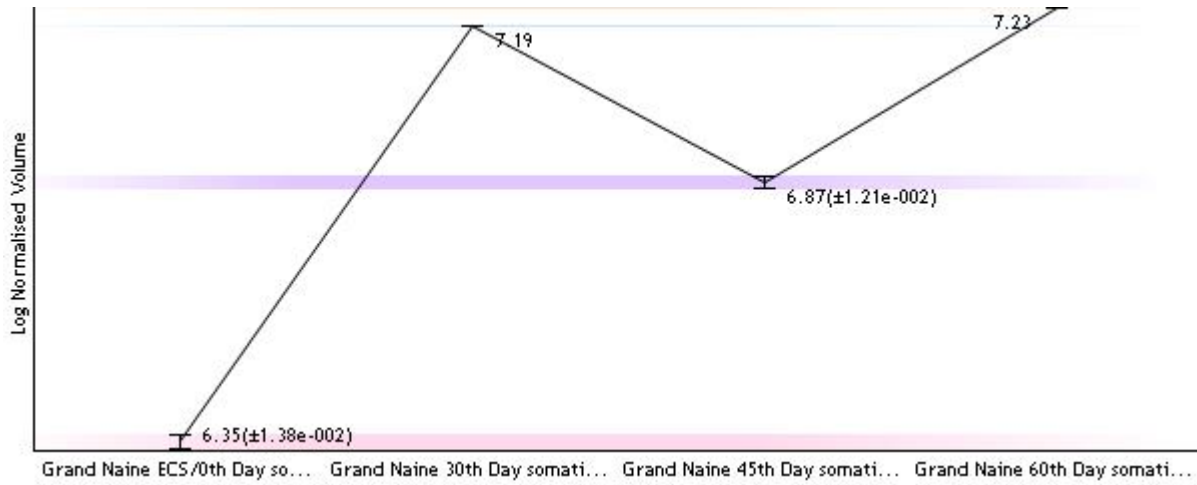 7.19
7.23
Log Normalised Volume
6.87(±1.21e-002)
6.35(±1.38e-002)
Grand Naine ECS/0th Day so...
Grand Naine 30th Day somati...
Grand Naine 45th Day somati...
Grand Naine 60th Day somati...